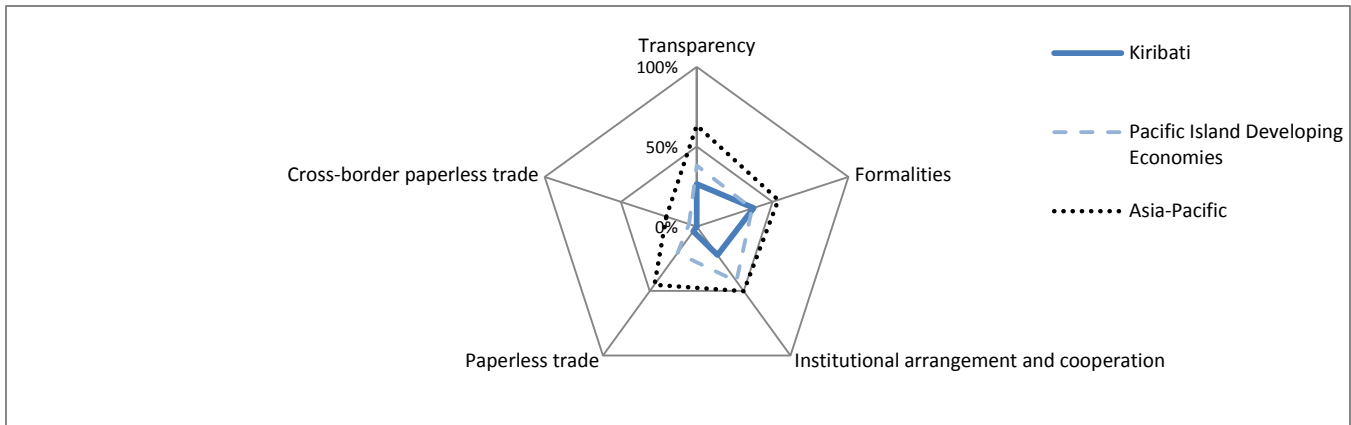 Transparency
100%
50%
0%
Formalities
Institutional arrangement and cooperation
Paperless trade
Cross-border paperless trade
Kiribati
Pacific Island Developing
Economies
Asia-Pacific